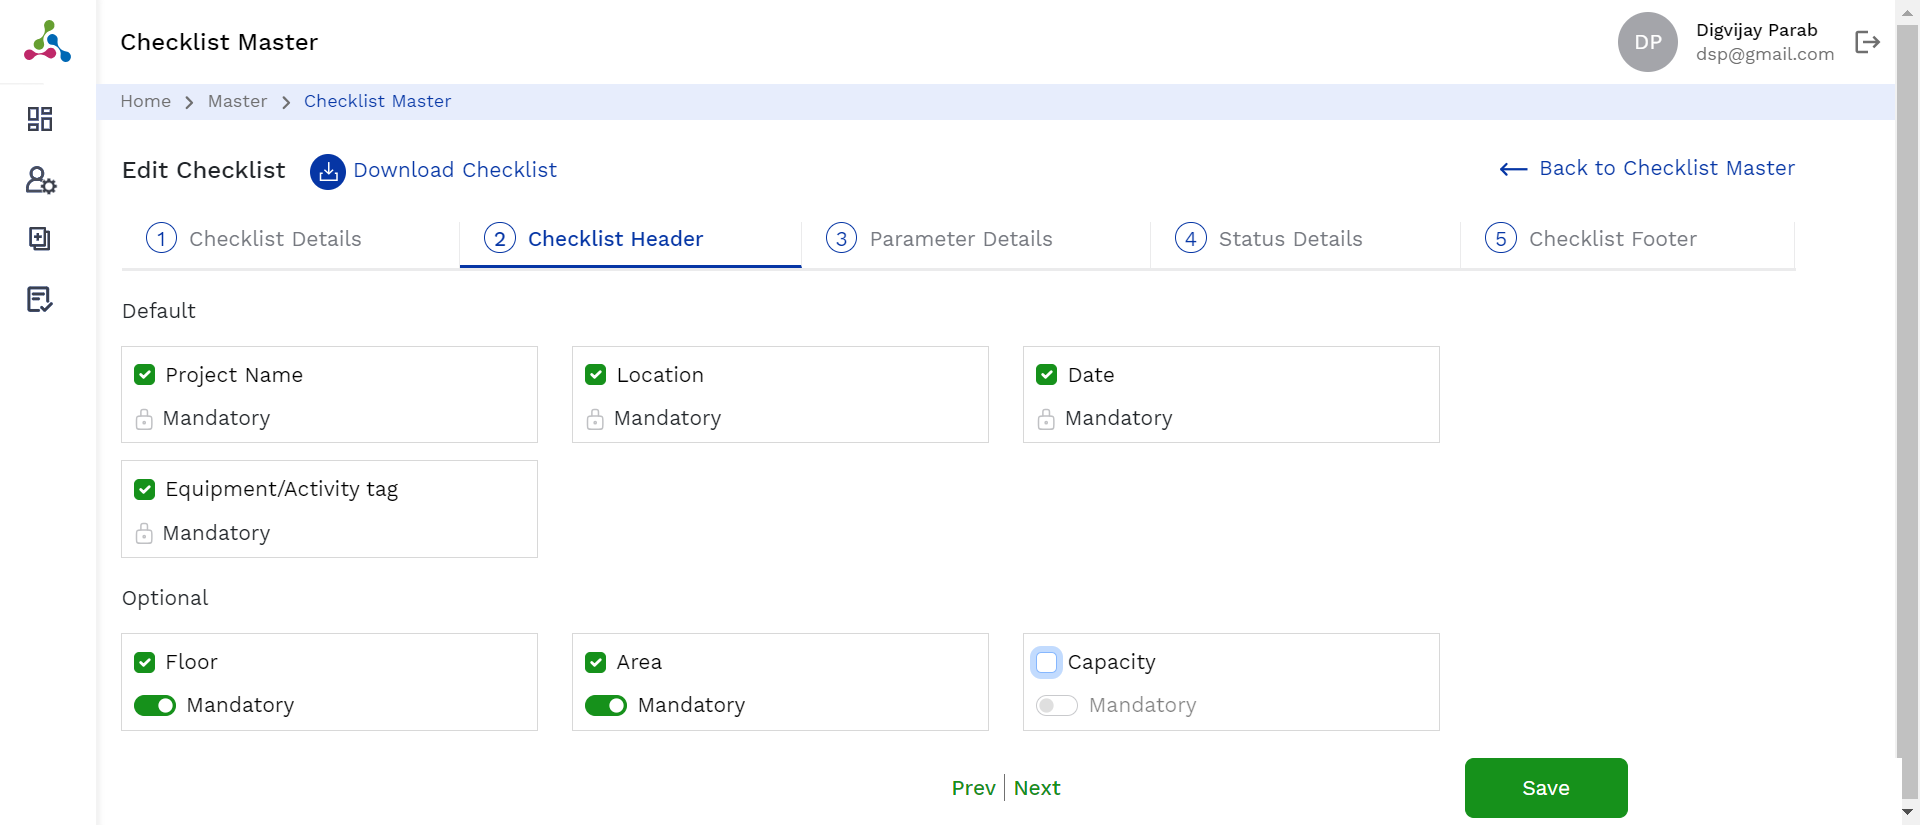 Checklist Master
DP
Digvijay Parab
dsp@gmail.com
Home > Master > Checklist Master
Edit Checklist
Download Checklist
Back to Checklist Master
1 Checklist Details
2 Checklist Header
3 Parameter Details
4 Status Details
5 Checklist Footer
Default
Project Name
Mandatory
Location
Mandatory
Date
Mandatory
Equipment/Activity tag
Mandatory
Optional
Floor
Mandatory
Area
Mandatory
Capacity
Mandatory
Prev | Next
Save